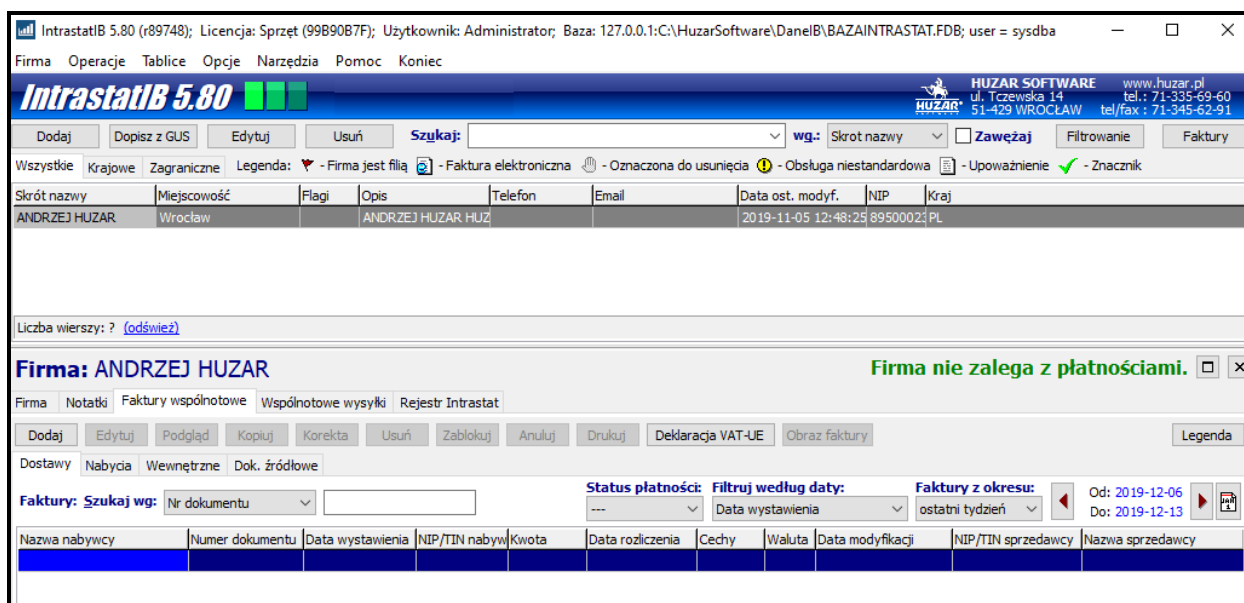 IntrastatIB 5.80 (r89748); Licencja: Sprzęt (99B90B7F); Użytkownik: Administrator; Baza: 127.0.0.1:C:\HuzarSoftware\DaneIB\BAZAINTRASTAT.FDB; user = sysdba
Firma Operacje Tablice Opcje Narzędzia Pomoc Koniec
IntrastatIB 5.80
HUZAR
HUZAR SOFTWARE www.huzar.pl
ul. Tczewska 14 tel.: 71-335-69-60
51-429 WROCŁAW tel/fax : 71-345-62-91
Dodaj Dopisz z GUS Edytuj Usuń Szukaj: wg.: Skrot nazwy Zawężaj Filtrowanie Faktury
Wszystkie Krajowe Zagraniczne Legenda: - Firma jest filią - Faktura elektroniczna - Oznaczona do usunięcia - Obsługa niestandardowa - Upoważnienie - Znacznik
Skrót nazwy Miejscowość Flagi Opis Telefon Email Data ost. modyf. NIP Kraj
ANDRZEJ HUZAR Wrocław ANDRZEJ HUZAR HUZ 2019-11-05 12:48:25 89500023 PL
Liczba wierszy: ? (odśwież)
Firma: ANDRZEJ HUZAR Firma nie zalega z płatnościami.
Firma Notatki Faktury wspólnotowe Wspólnotowe wysyłki Rejestr Intrastat
Dodaj Edytuj Podgląd Kopiuj Korekta Usuń Zablokuj Anuluj Drukuj Deklaracja VAT-UE Obraz faktury Legenda
Dostawy Nabycia Wewnętrzne Dok. źródłowe
Status płatności: Filtruj według daty: Faktury z okresu:
Faktury: Szukaj wg: Nr dokumentu --- Data wystawienia ostatni tydzień
Od: 2019-12-06
Do: 2019-12-13
Nazwa nabywcy Numer dokumentu Data wystawienia NIP/TIN nabyw Kwota Data rozliczenia Cechy Waluta Data modyfikacji NIP/TIN sprzedawcy Nazwa sprzedawcy